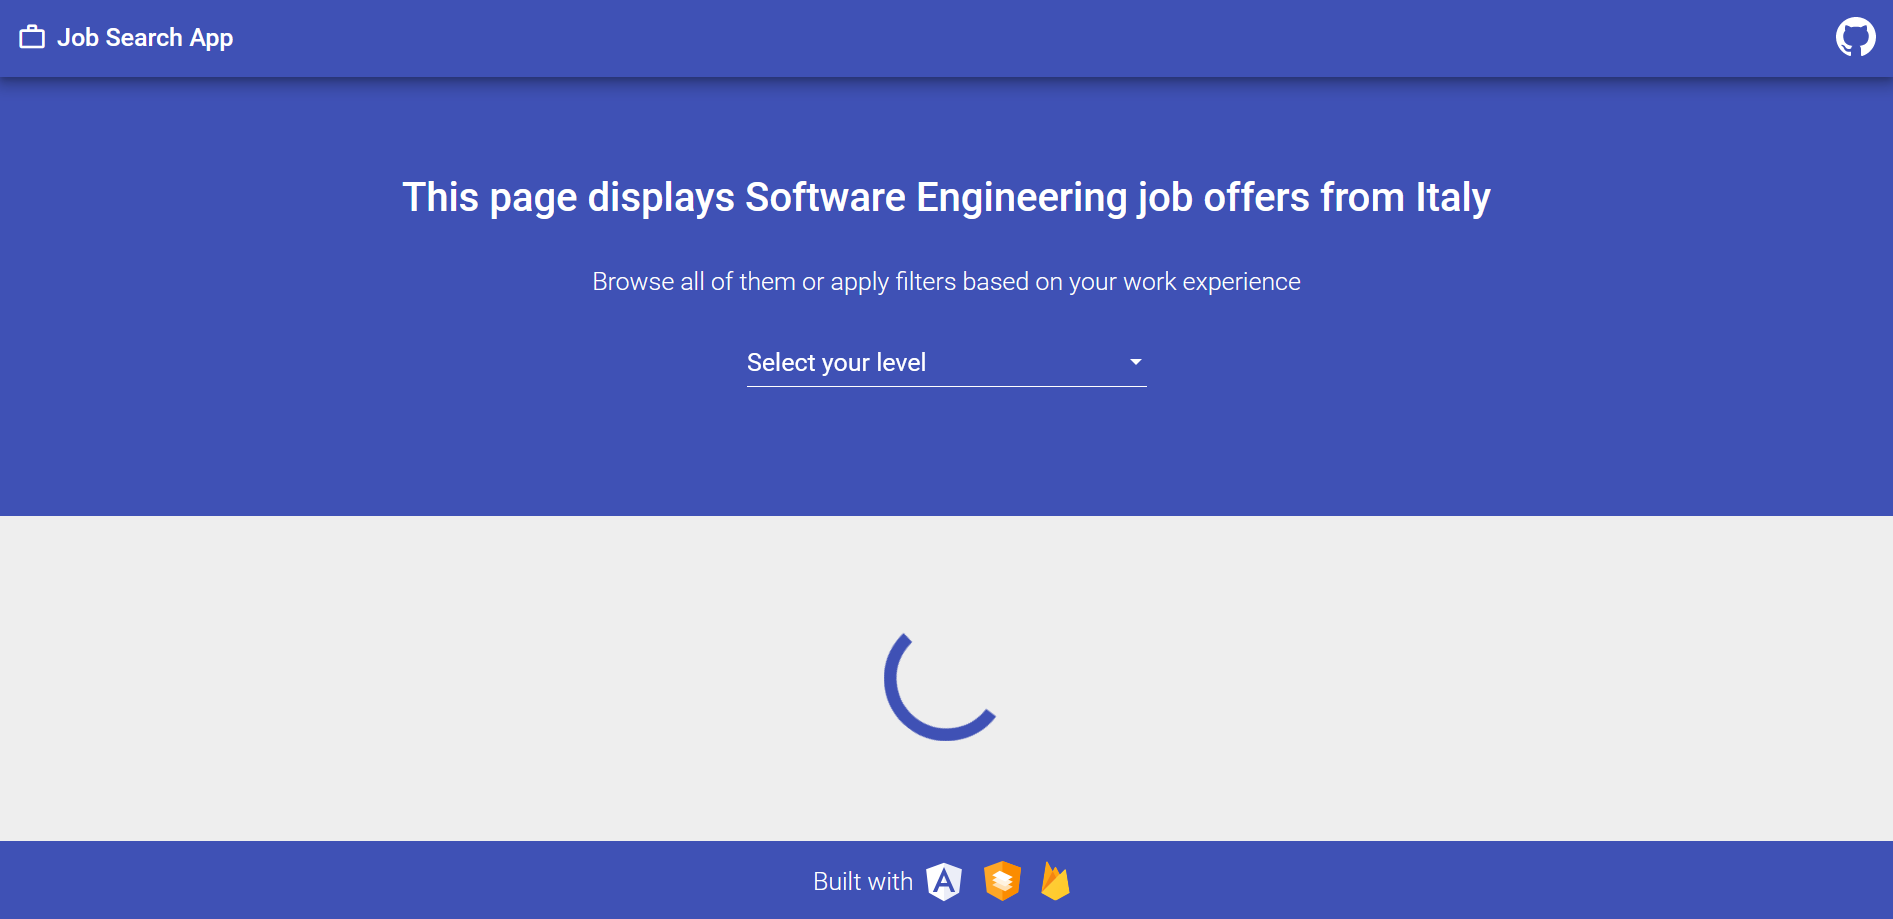 Job Search App
This page displays Software Engineering job offers from Italy
Browse all of them or apply filters based on your work experience
Select your level
Built with